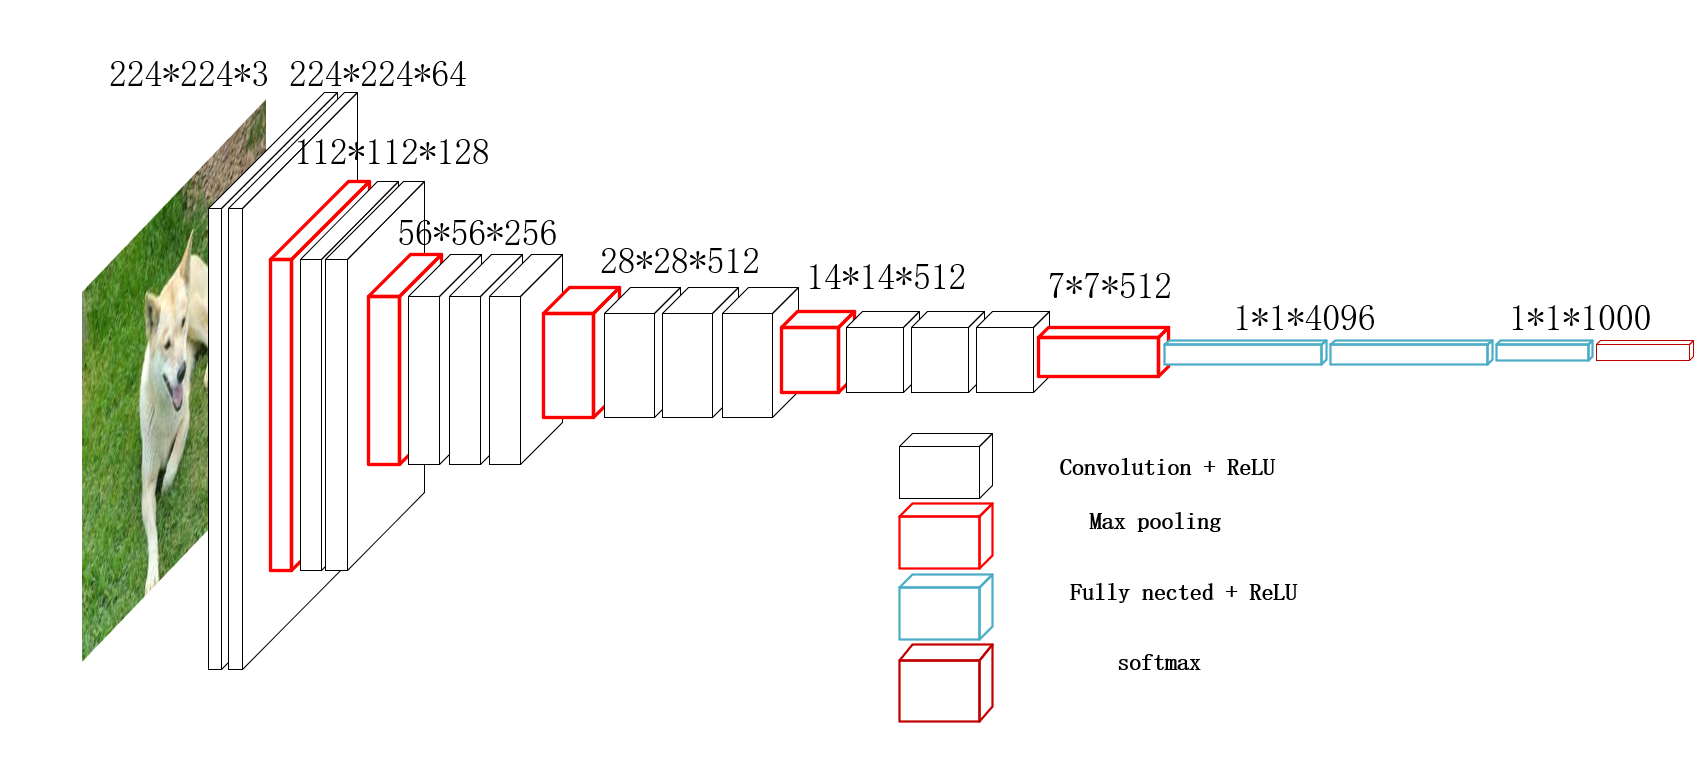 224*224*3
224*224*64
112*112*128
56*56*256
28*28*512
14*14*512
7*7*512
1*1*4096
1*1*1000
Convolution + ReLU
Max pooling
Fully nected + ReLU
softmax